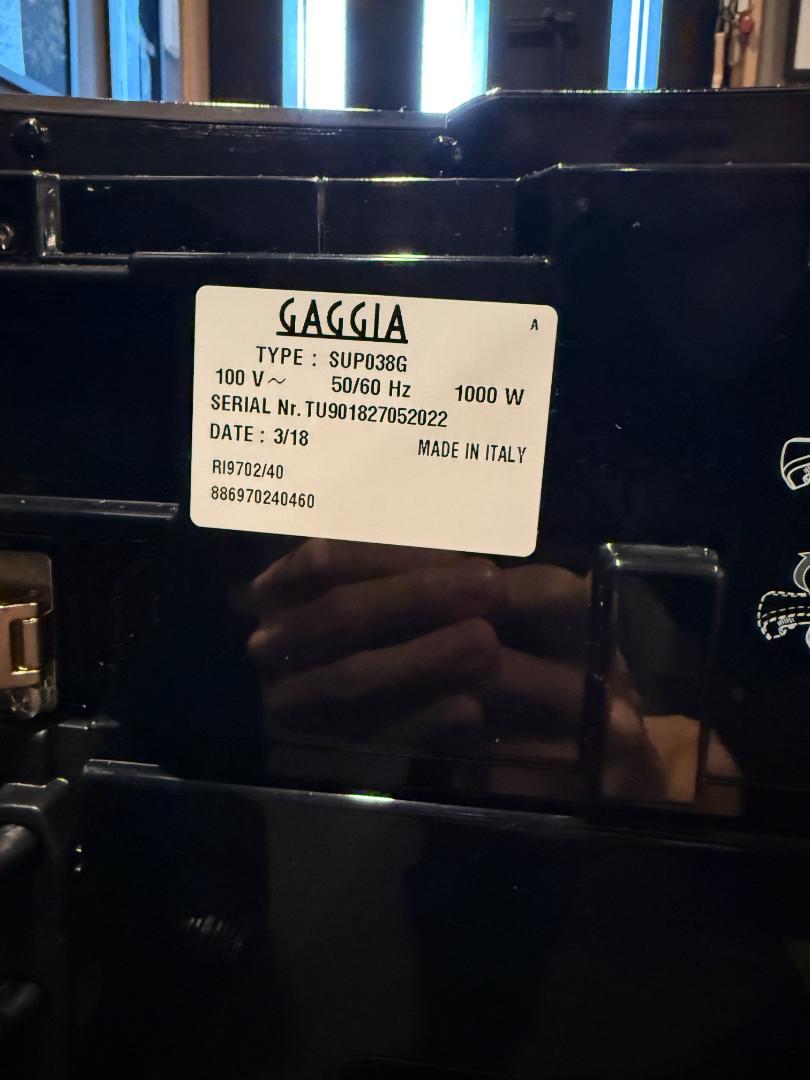 GAGGIA
A
TYPE : SUP038G
100 V~ 50/60 Hz 1000 W
SERIAL Nr. TU901827052022
DATE : 3/18
MADE IN ITALY
RI9702/40
886970240460